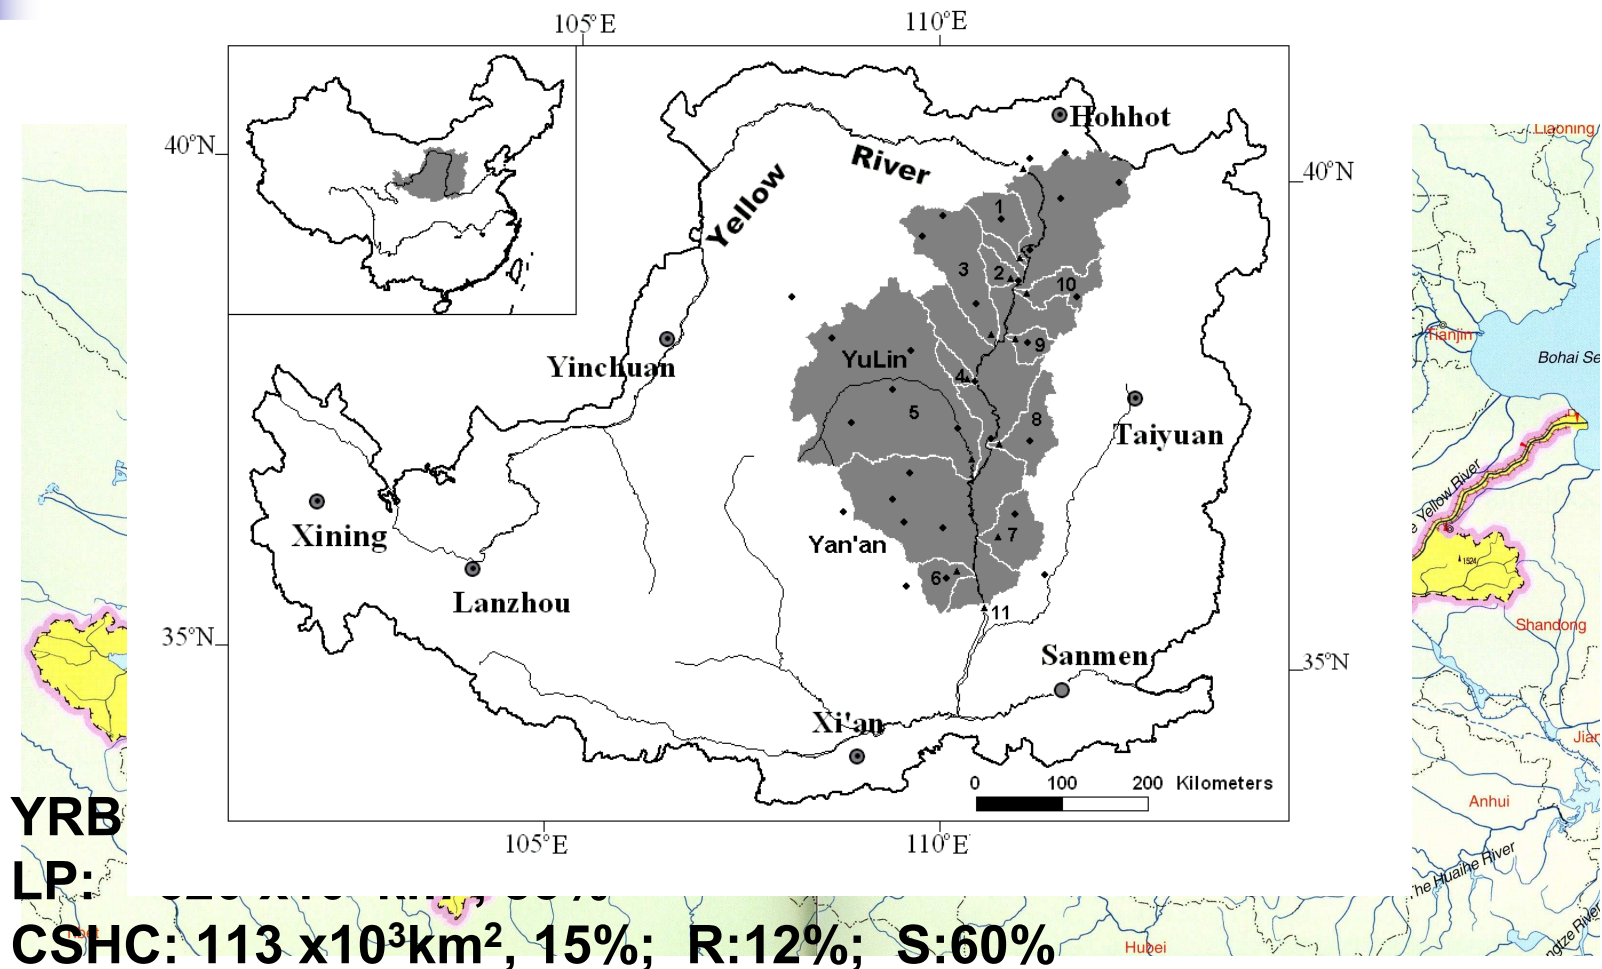 105°E
110°E
Hohhot
Liaoning
40°N
River
40°N
Yellow
1
3
2
10
Tianjin
9
Bohai Se
YuLin
Yinchuan
4
5
8
Taiyuan
e Yellow River
Xining
7
Yan'an
1524
6
Lanzhou
11
Shandong
35°N
Sanmen
35°N
Xi'an
Jian
0 100 200 Kilometers
YRB
Anhui
105°E
110°E
LP:
The Huaihe River
CSHC: 113 x10³km², 15%; R:12%; S:60%
Hubei
ngtze River